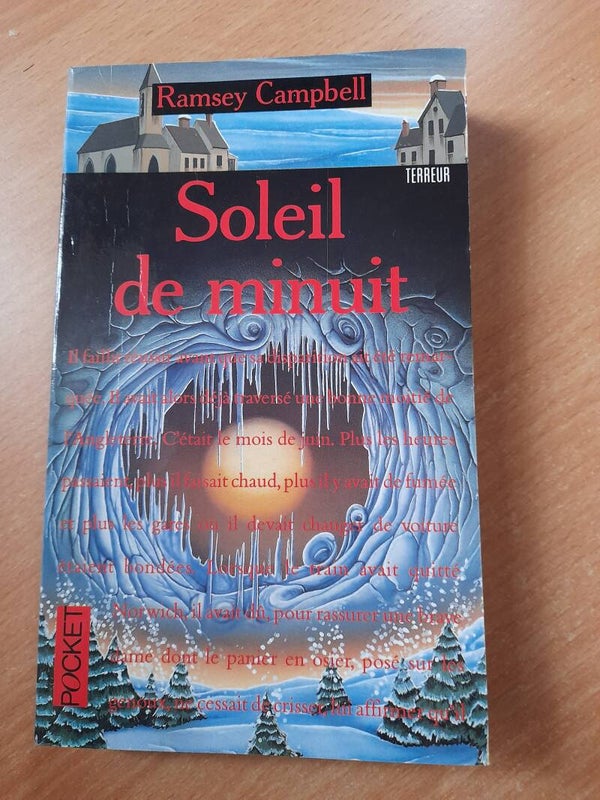 Ramsey Campbell
TERREUR
Soleil
de minuit
Il faillit réussir avant que sa disparition ait été remar-
quée. Il avait alors déjà traversé une bonne moitié de
l'Angleterre. C'était le mois de juin. Plus les heures
passaient, plus il faisait chaud, plus il y avait de fumée
et plus les gares où il devait changer de voiture
étaient bondées. Lorsque le train avait quitté
Norwich, il avait dû, pour rassurer une brave
dame dont le panier en osier, posé sur les
genoux, ne cessait de crisser, lui affirmer qu'il
POCKET